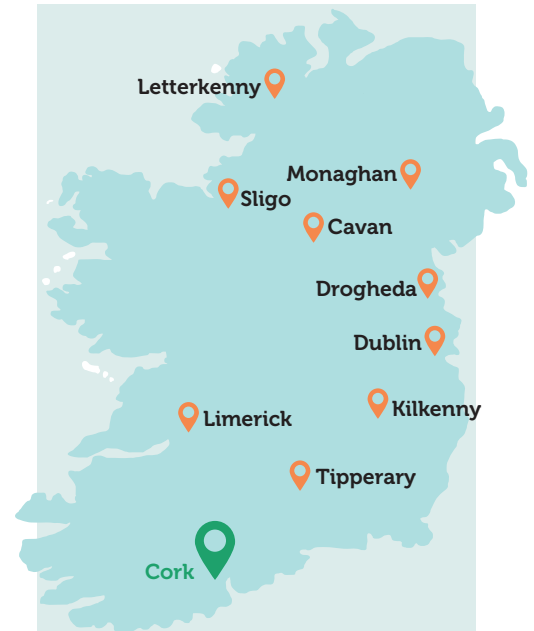 Letterkenny
Monaghan
Sligo
Cavan
Drogheda
Dublin
Kilkenny
Limerick
Tipperary
Cork